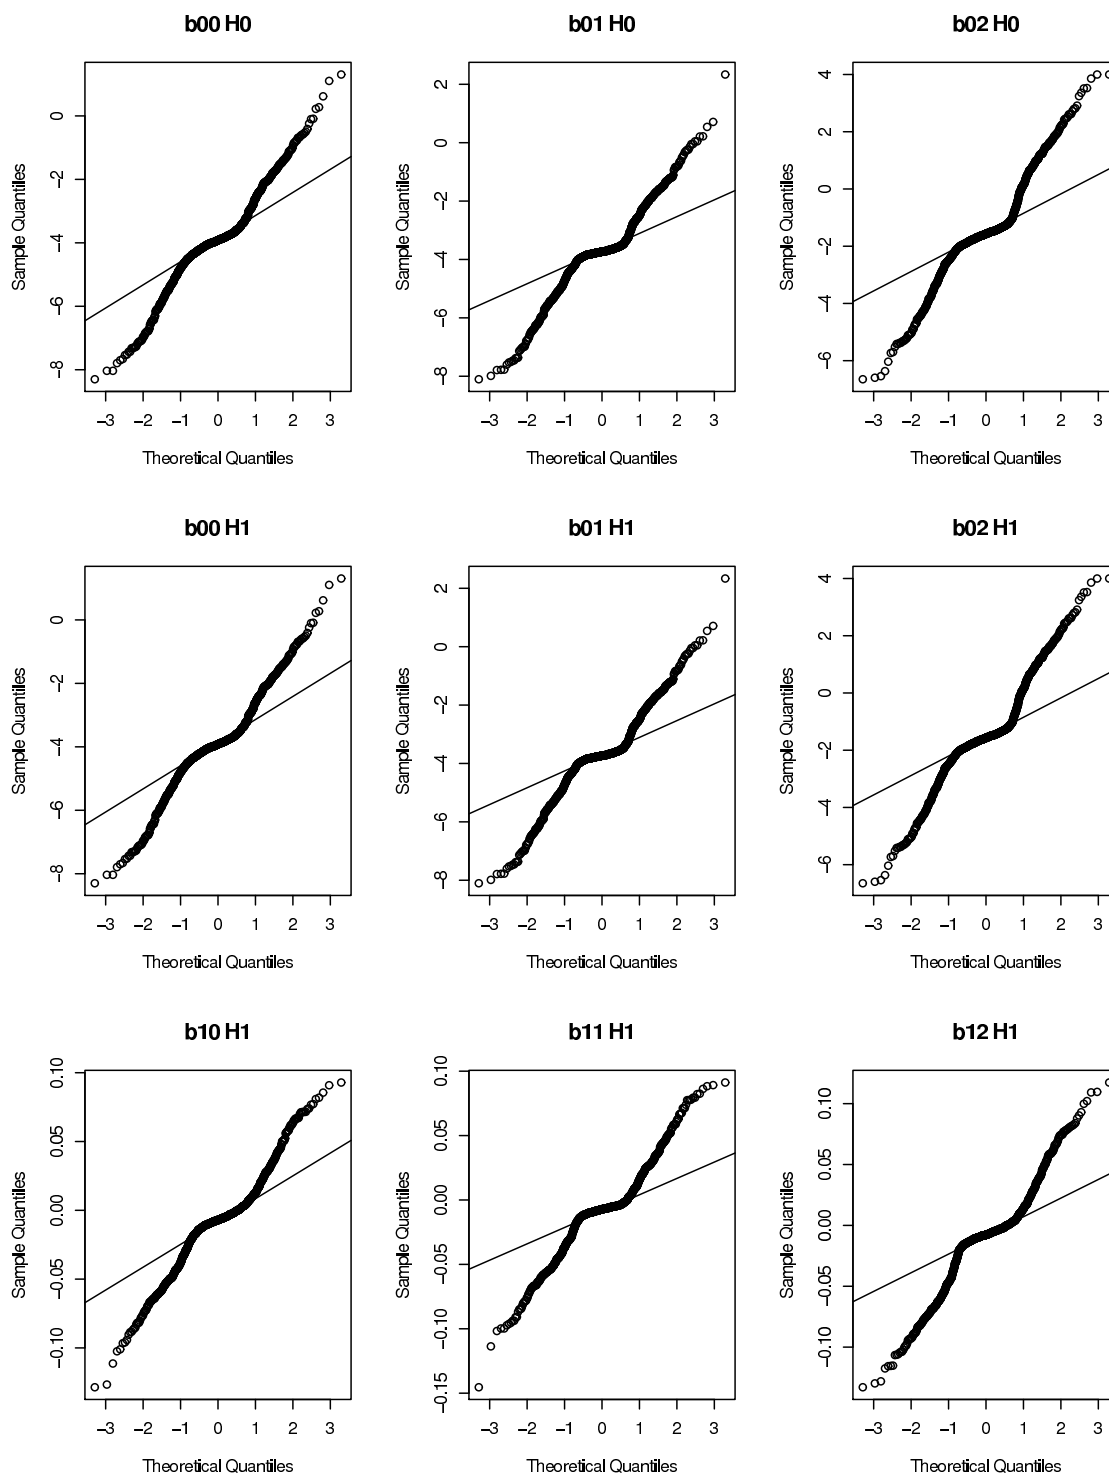 b00 H0
b01 H0
b02 H0
Sample Quantiles
0
−2
−4
−6
−8
−3 −2 −1 0 1 2 3
Theoretical Quantiles
Sample Quantiles
2
0
−2
−4
−6
−8
−3 −2 −1 0 1 2 3
Theoretical Quantiles
Sample Quantiles
4
2
0
−2
−4
−6
−3 −2 −1 0 1 2 3
Theoretical Quantiles
b00 H1
b01 H1
b02 H1
Sample Quantiles
0
−2
−4
−6
−8
−3 −2 −1 0 1 2 3
Theoretical Quantiles
Sample Quantiles
2
0
−2
−4
−6
−8
−3 −2 −1 0 1 2 3
Theoretical Quantiles
Sample Quantiles
4
2
0
−2
−4
−6
−3 −2 −1 0 1 2 3
Theoretical Quantiles
b10 H1
b11 H1
b12 H1
Sample Quantiles
0.10
0.05
0.00
−0.05
−0.10
−3 −2 −1 0 1 2 3
Theoretical Quantiles
Sample Quantiles
0.10
0.05
0.00
−0.05
−0.10
−0.15
−3 −2 −1 0 1 2 3
Theoretical Quantiles
Sample Quantiles
0.10
0.05
0.00
−0.05
−0.10
−3 −2 −1 0 1 2 3
Theoretical Quantiles